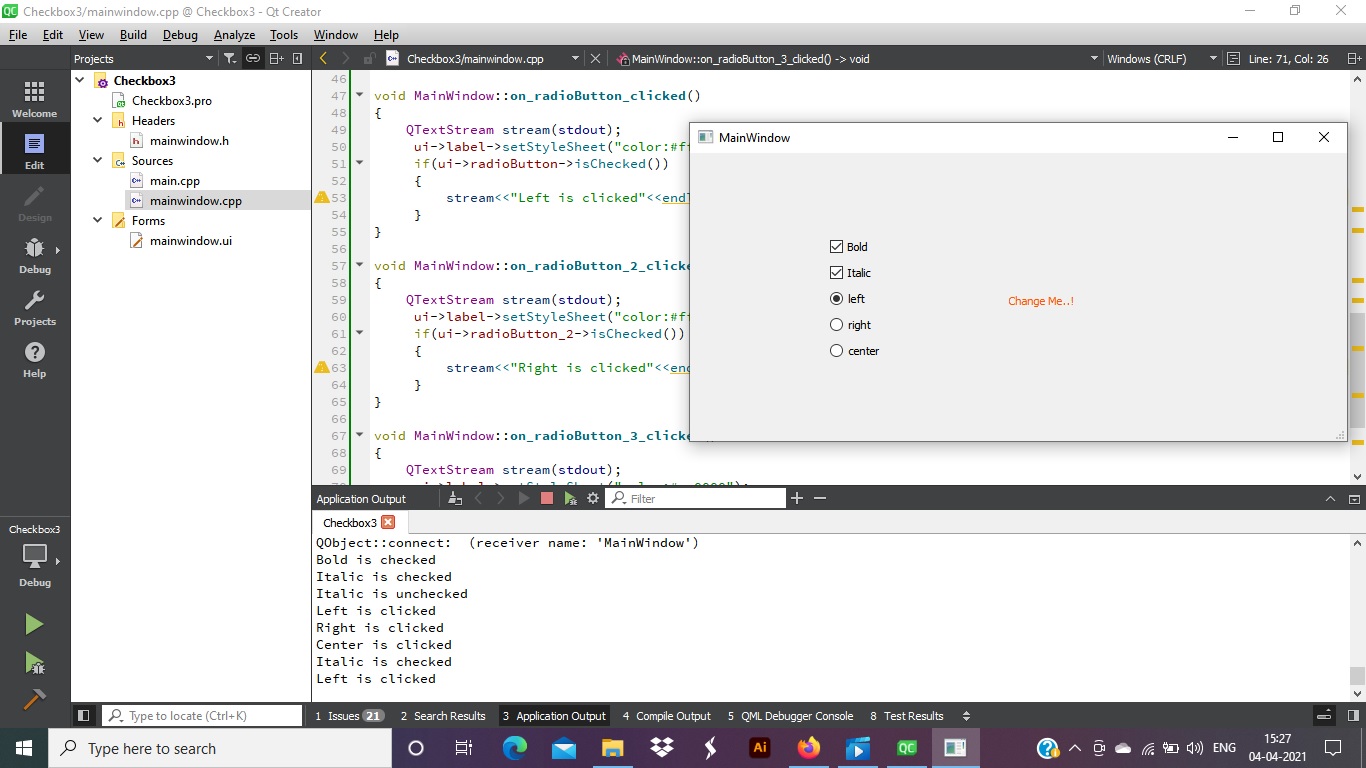 Checkbox3/mainwindow.cpp @ Checkbox3 - Qt Creator
File Edit View Build Debug Analyze Tools Window Help
Projects
Checkbox3/mainwindow.cpp
MainWindow::on_radioButton_3_clicked() -> void
Windows (CRLF)
Line: 71, Col: 26
Welcome
Edit
Design
Debug
Projects
Help
Checkbox3
Debug
Checkbox3
Checkbox3.pro
Headers
mainwindow.h
Sources
main.cpp
mainwindow.cpp
Forms
mainwindow.ui
46
47 void MainWindow::on_radioButton_clicked()
48 {
49 QTextStream stream(stdout);
50 ui->label->setStyleSheet("color:#f
51 if(ui->radioButton->isChecked())
52 {
53 stream<<"Left is clicked"<<endl
54 }
55 }
56
57 void MainWindow::on_radioButton_2_clicke
58 {
59 QTextStream stream(stdout);
60 ui->label->setStyleSheet("color:#f
61 if(ui->radioButton_2->isChecked())
62 {
63 stream<<"Right is clicked"<<end
64 }
65 }
66
67 void MainWindow::on_radioButton_3_clicke
68 {
69 QTextStream stream(stdout);
MainWindow
Bold
Italic
left
right
center
Change Me..!
Application Output
Filter
Checkbox3
QObject::connect: (receiver name: 'MainWindow')
Bold is checked
Italic is checked
Italic is unchecked
Left is clicked
Right is clicked
Center is clicked
Italic is checked
Left is clicked
Type to locate (Ctrl+K)
1 Issues 21
2 Search Results
3 Application Output
4 Compile Output
5 QML Debugger Console
8 Test Results
Type here to search
Ai
QC
ENG
15:27
04-04-2021